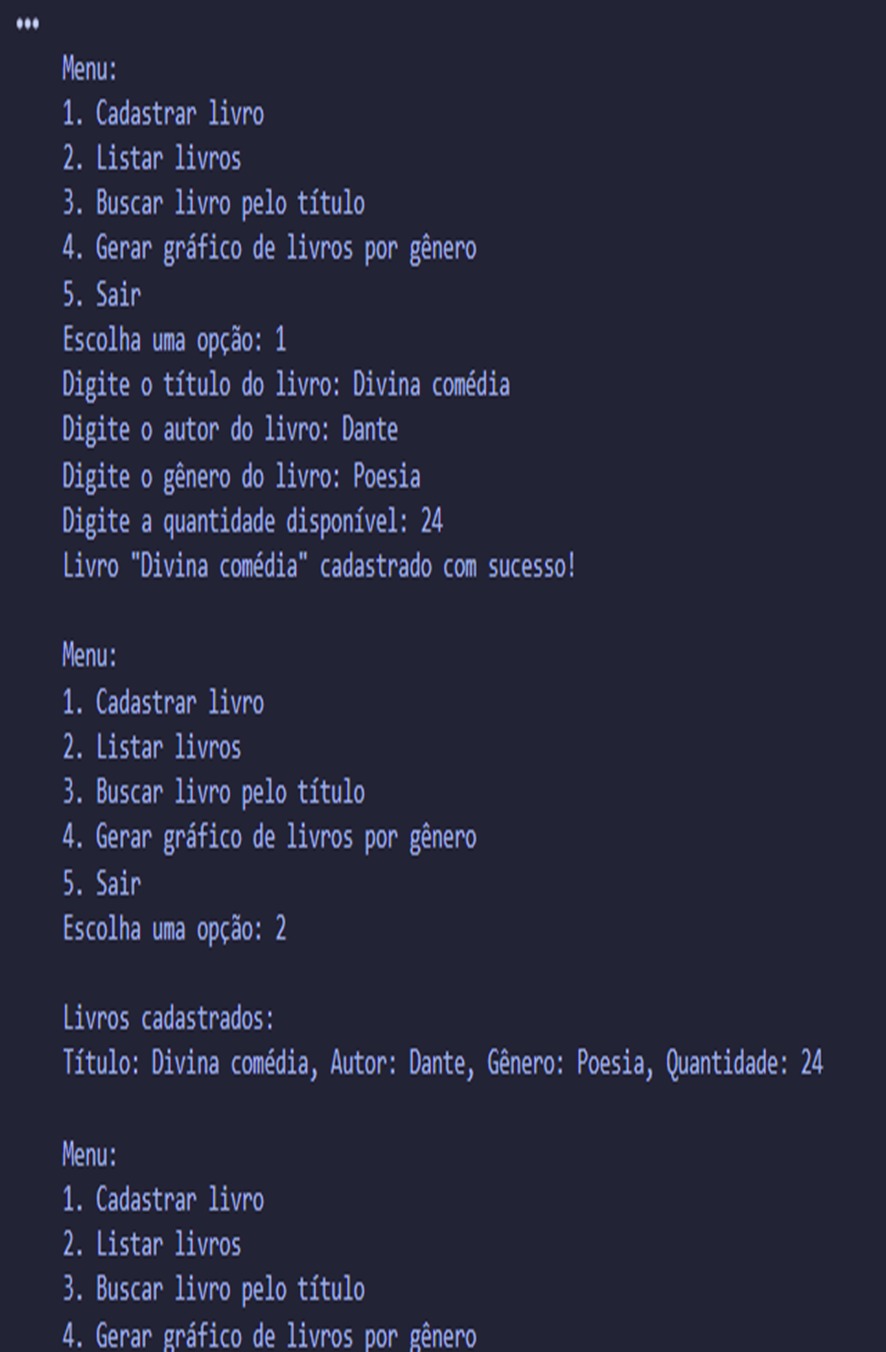 Menu:
1. Cadastrar livro
2. Listar livros
3. Buscar livro pelo título
4. Gerar gráfico de livros por gênero
5. Sair
Escolha uma opção: 1
Digite o título do livro: Divina comédia
Digite o autor do livro: Dante
Digite o gênero do livro: Poesia
Digite a quantidade disponível: 24
Livro "Divina comédia" cadastrado com sucesso!
Menu:
1. Cadastrar livro
2. Listar livros
3. Buscar livro pelo título
4. Gerar gráfico de livros por gênero
5. Sair
Escolha uma opção: 2
Livros cadastrados:
Título: Divina comédia, Autor: Dante, Gênero: Poesia, Quantidade: 24
Menu:
1. Cadastrar livro
2. Listar livros
3. Buscar livro pelo título
4. Gerar gráfico de livros por gênero